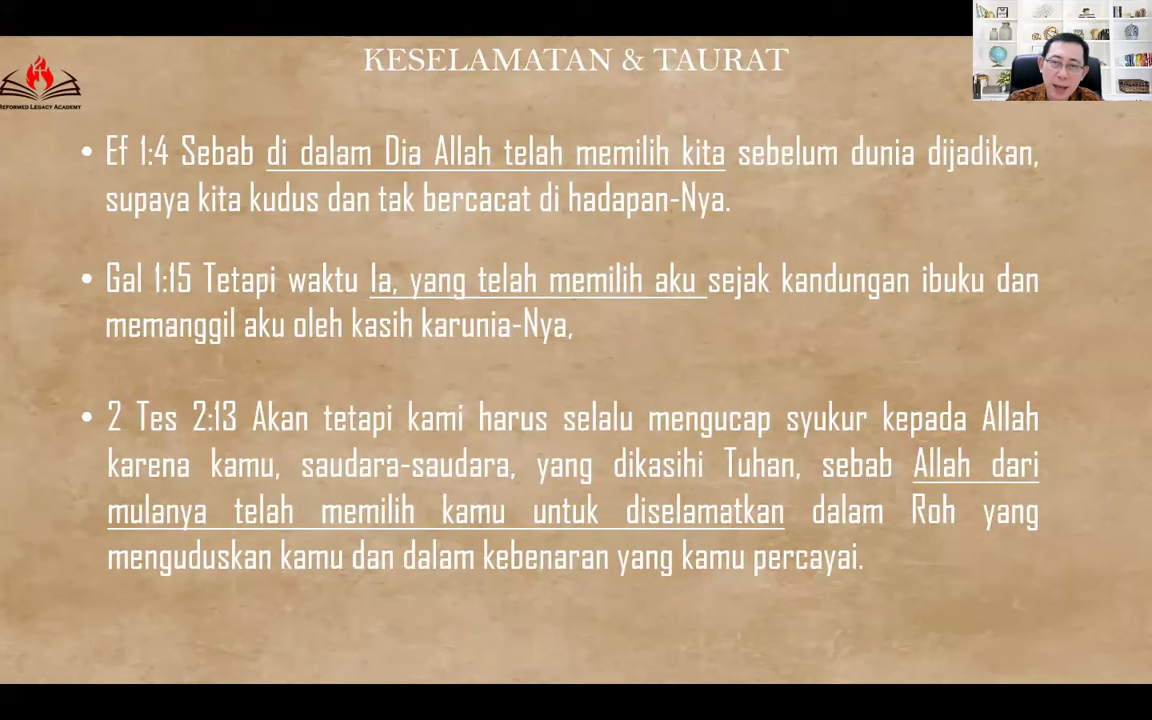 KESELAMATAN & TAURAT
REFORMED LEGACY ACADEMY
• Ef 1:4 Sebab di dalam Dia Allah telah memilih kita sebelum dunia dijadikan,
supaya kita kudus dan tak bercacat di hadapan-Nya.
• Gal 1:15 Tetapi waktu Ia, yang telah memilih aku sejak kandungan ibuku dan
memanggil aku oleh kasih karunia-Nya,
• 2 Tes 2:13 Akan tetapi kami harus selalu mengucap syukur kepada Allah
karena kamu, saudara-saudara, yang dikasihi Tuhan, sebab Allah dari
mulanya telah memilih kamu untuk diselamatkan dalam Roh yang
menguduskan kamu dan dalam kebenaran yang kamu percayai.